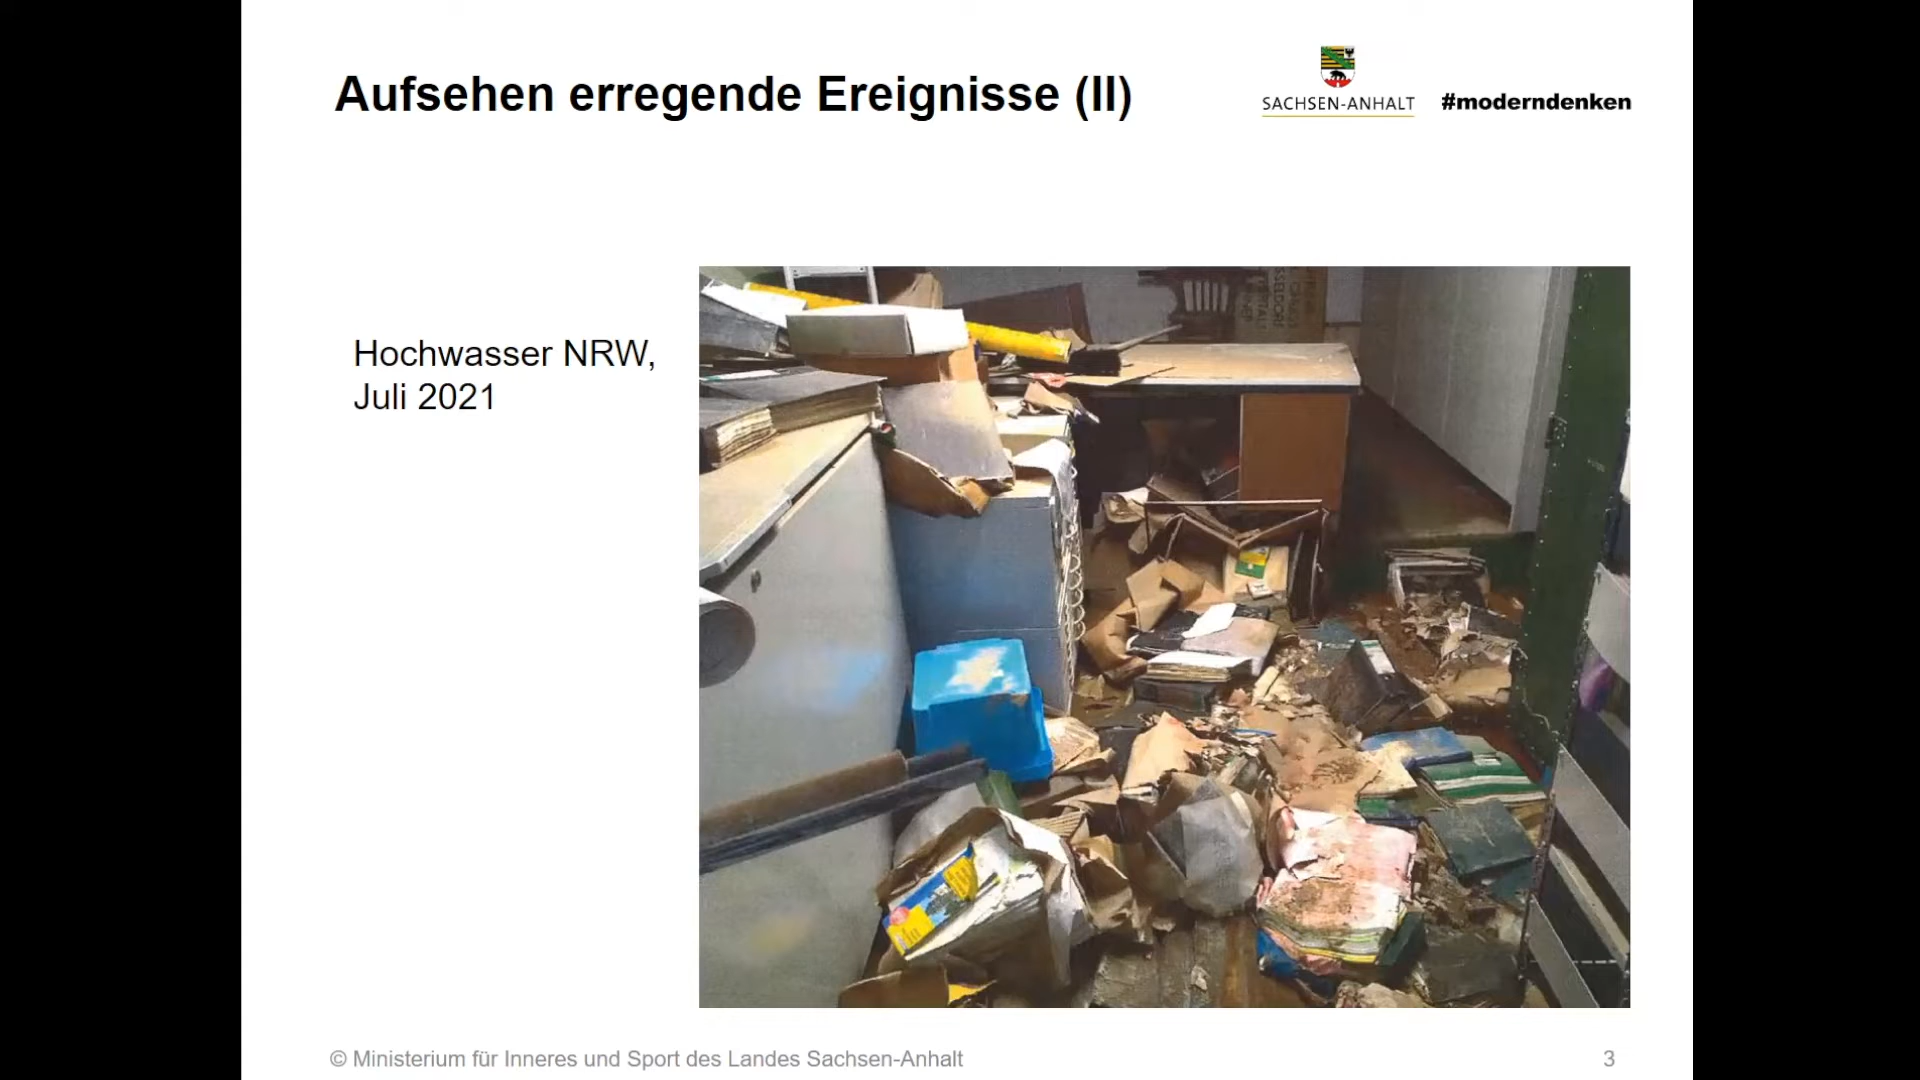 Aufsehen erregende Ereignisse (II)
SACHSEN-ANHALT
#moderndenken
Hochwasser NRW,
Juli 2021
© Ministerium für Inneres und Sport des Landes Sachsen-Anhalt
3